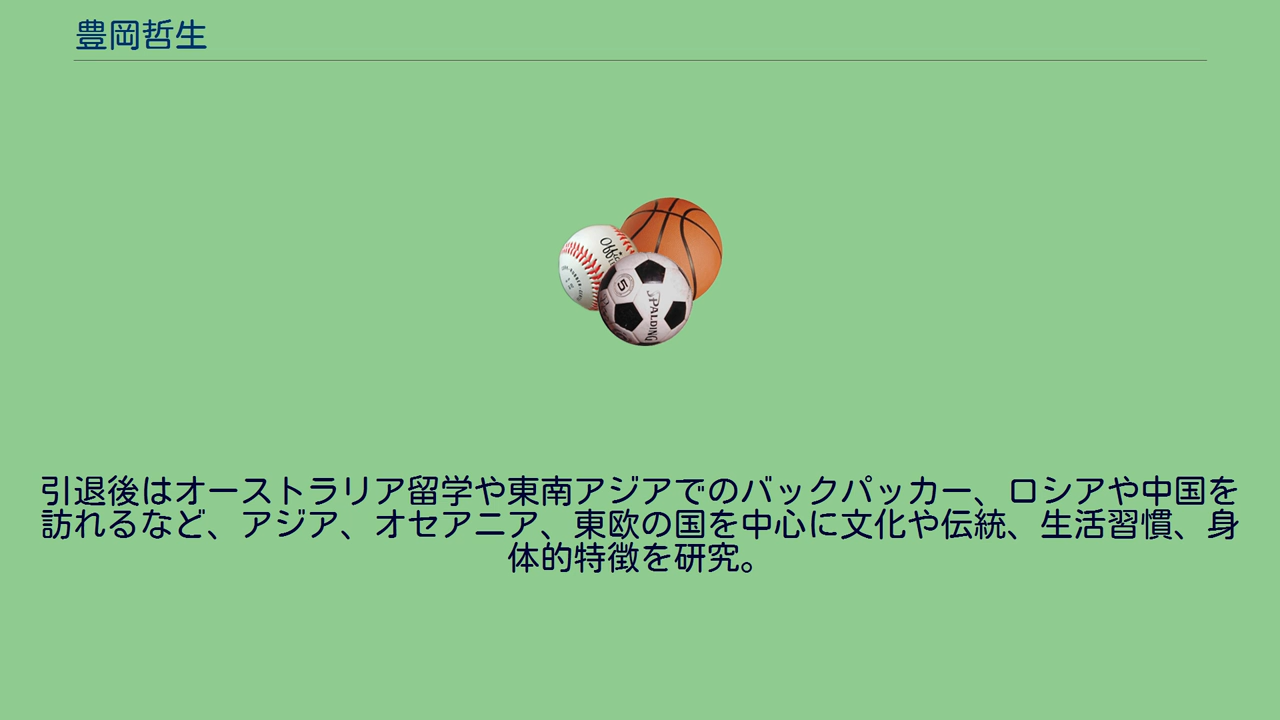 豊岡哲生
Offici
5
SPALDING
引退後はオーストラリア留学や東南アジアでのバックパッカー、ロシアや中国を
訪れるなど、アジア、オセアニア、東欧の国を中心に文化や伝統、生活習慣、身
体的特徴を研究。